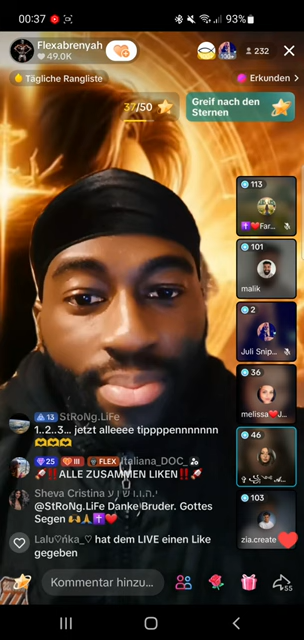 00:37
93%
Flexabrenyah
49.0K
232
Tägliche Rangliste
Erkunden >
37/50
Greif nach den
Sternen
113
Far...
101
malik
2
Juli Snip...
36
melissa❤️J...
46
103
zia.create
13 StRoNg.LiFe
1..2..3... jetzt alleeee tippppennnnnnn
🫶🫶🫶
25 III FLEX Italiana_DOC_
🚀‼️ALLE ZUSAMMEN LIKEN‼️🚀
Sheva Cristina
@StRoNg.LiFe Danke Bruder. Gottes
Segen 🙌🙏✝️❤️
Lalu♡ńka_♡ hat dem LIVE einen Like
gegeben
Kommentar hinzu...
55